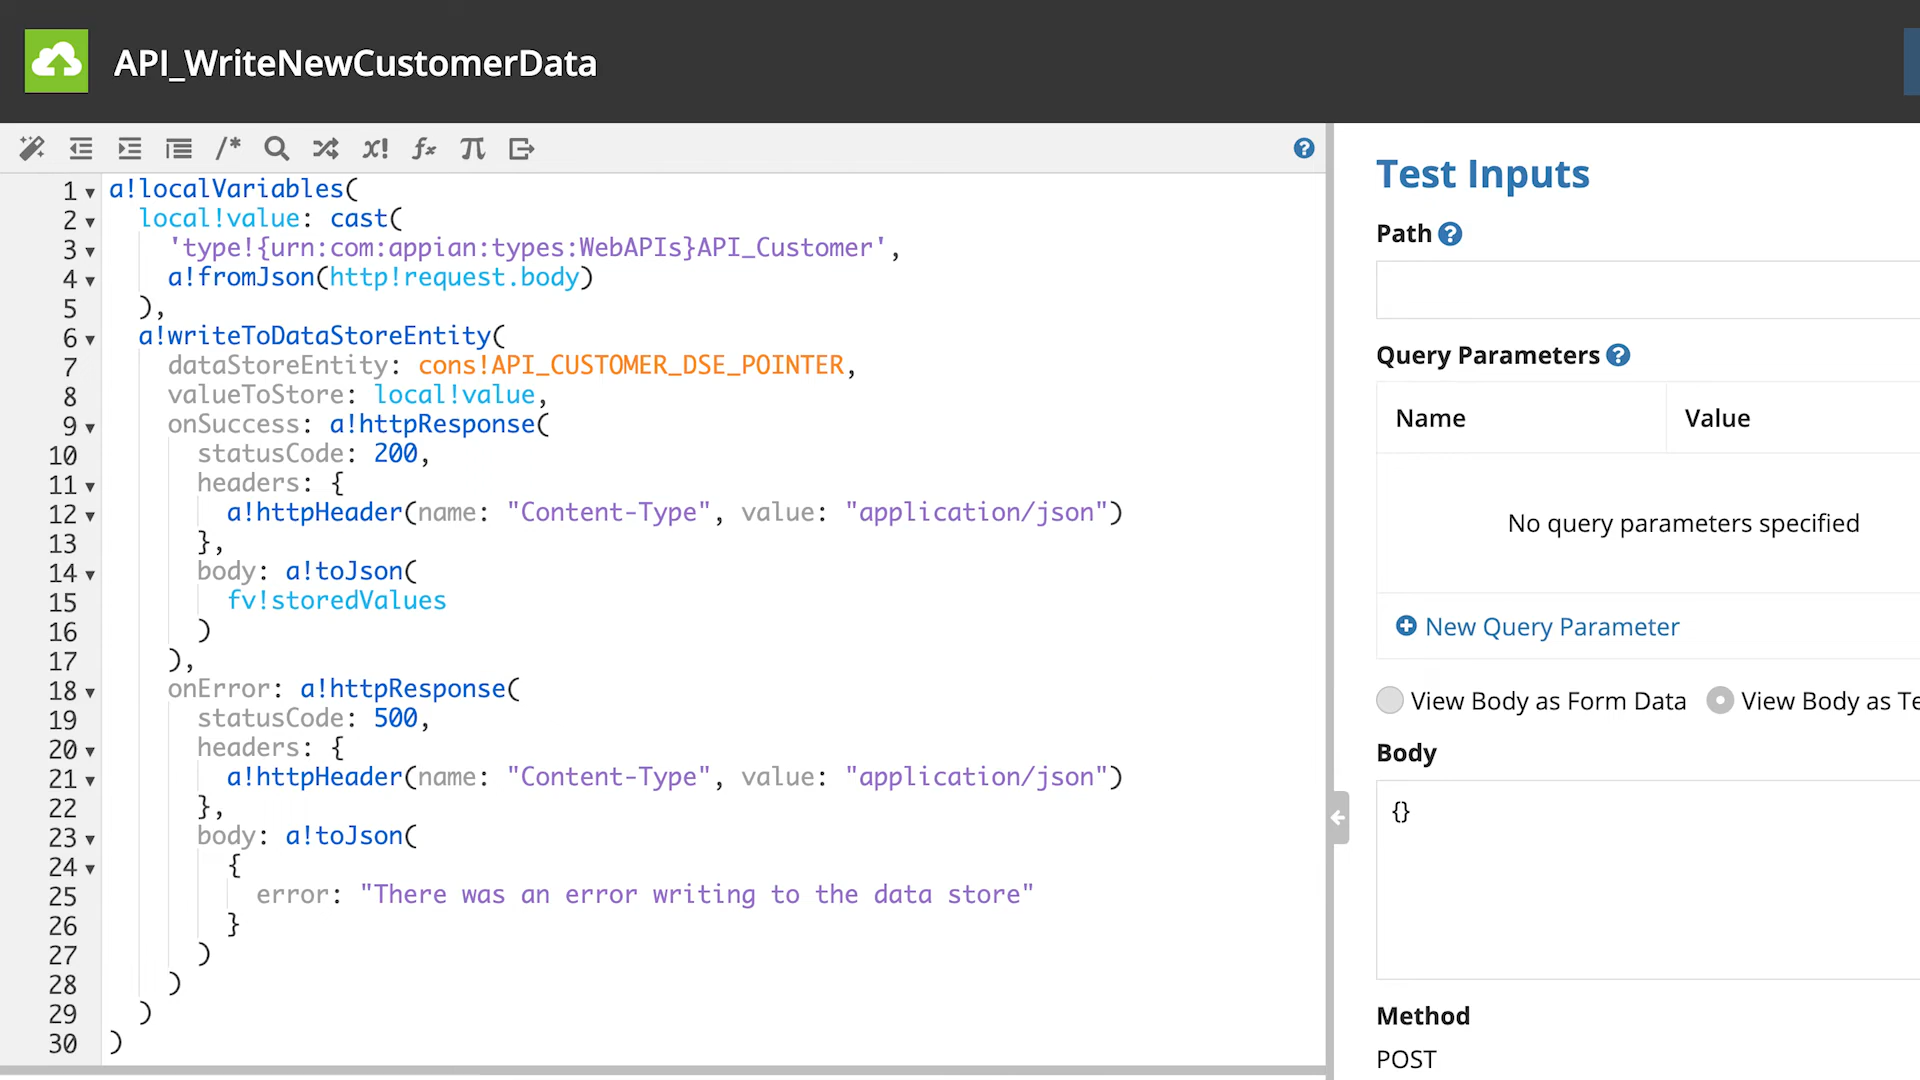 API_WriteNewCustomerData
/* x! fx π
1 a!localVariables(
2 local!value: cast(
3 'type!{urn:com:appian:types:WebAPIs}API_Customer',
4 a!fromJson(http!request.body)
5 ),
6 a!writeToDataStoreEntity(
7 dataStoreEntity: cons!API_CUSTOMER_DSE_POINTER,
8 valueToStore: local!value,
9 onSuccess: a!httpResponse(
10 statusCode: 200,
11 headers: {
12 a!httpHeader(name: "Content-Type", value: "application/json")
13 },
14 body: a!toJson(
15 fv!storedValues
16 )
17 ),
18 onError: a!httpResponse(
19 statusCode: 500,
20 headers: {
21 a!httpHeader(name: "Content-Type", value: "application/json")
22 },
23 body: a!toJson(
24 {
25 error: "There was an error writing to the data store"
26 }
27 )
28 )
29 )
30 )
Test Inputs
Path
Query Parameters
Name Value
No query parameters specified
New Query Parameter
View Body as Form Data View Body as Te
Body
{}
Method
POST